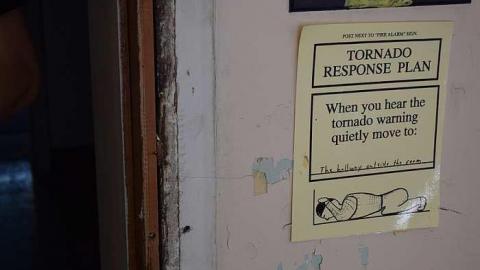 POST NEXT TO "FIRE ALARM" SIGN.
TORNADO
RESPONSE PLAN
When you hear the
tornado warning
quietly move to:
The hallway outside the room